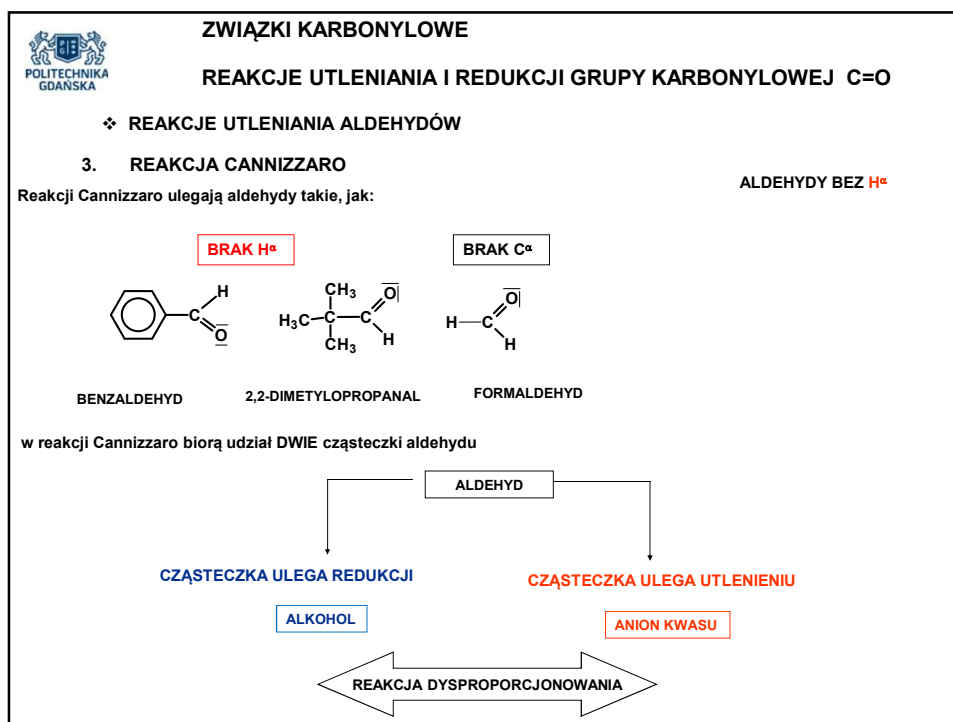 ZWIĄZKI KARBONYLOWE
POLITECHNIKA
GDAŃSKA
REAKCJE UTLENIANIA I REDUKCJI GRUPY KARBONYLOWEJ C=O
❖ REAKCJE UTLENIANIA ALDEHYDÓW
3. REAKCJA CANNIZZARO
ALDEHYDY BEZ Hα
Reakcji Cannizzaro ulegają aldehydy takie, jak:
BRAK Hα
BRAK Cα
H
C
O
CH3
H3C
C
C
O
H
CH3
O
H
C
H
BENZALDEHYD
2,2-DIMETYLOPROPANAL
FORMALDEHYD
w reakcji Cannizzaro biorą udział DWIE cząsteczki aldehydu
ALDEHYD
CZĄSTECZKA ULEGA REDUKCJI
CZĄSTECZKA ULEGA UTLENIENIU
ALKOHOL
ANION KWASU
REAKCJA DYSPROPORCJONOWANIA